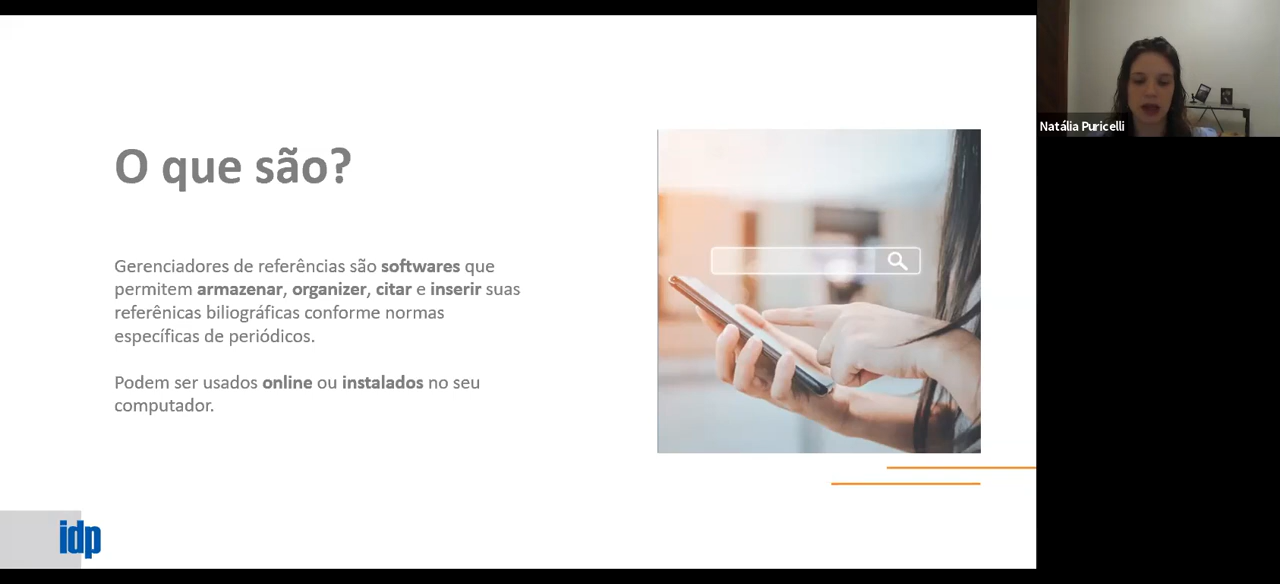 O que são?
Gerenciadores de referências são softwares que
permitem armazenar, organizer, citar e inserir suas
referênicas biliográficas conforme normas
específicas de periódicos.
Podem ser usados online ou instalados no seu
computador.
idp
Natália Puricelli